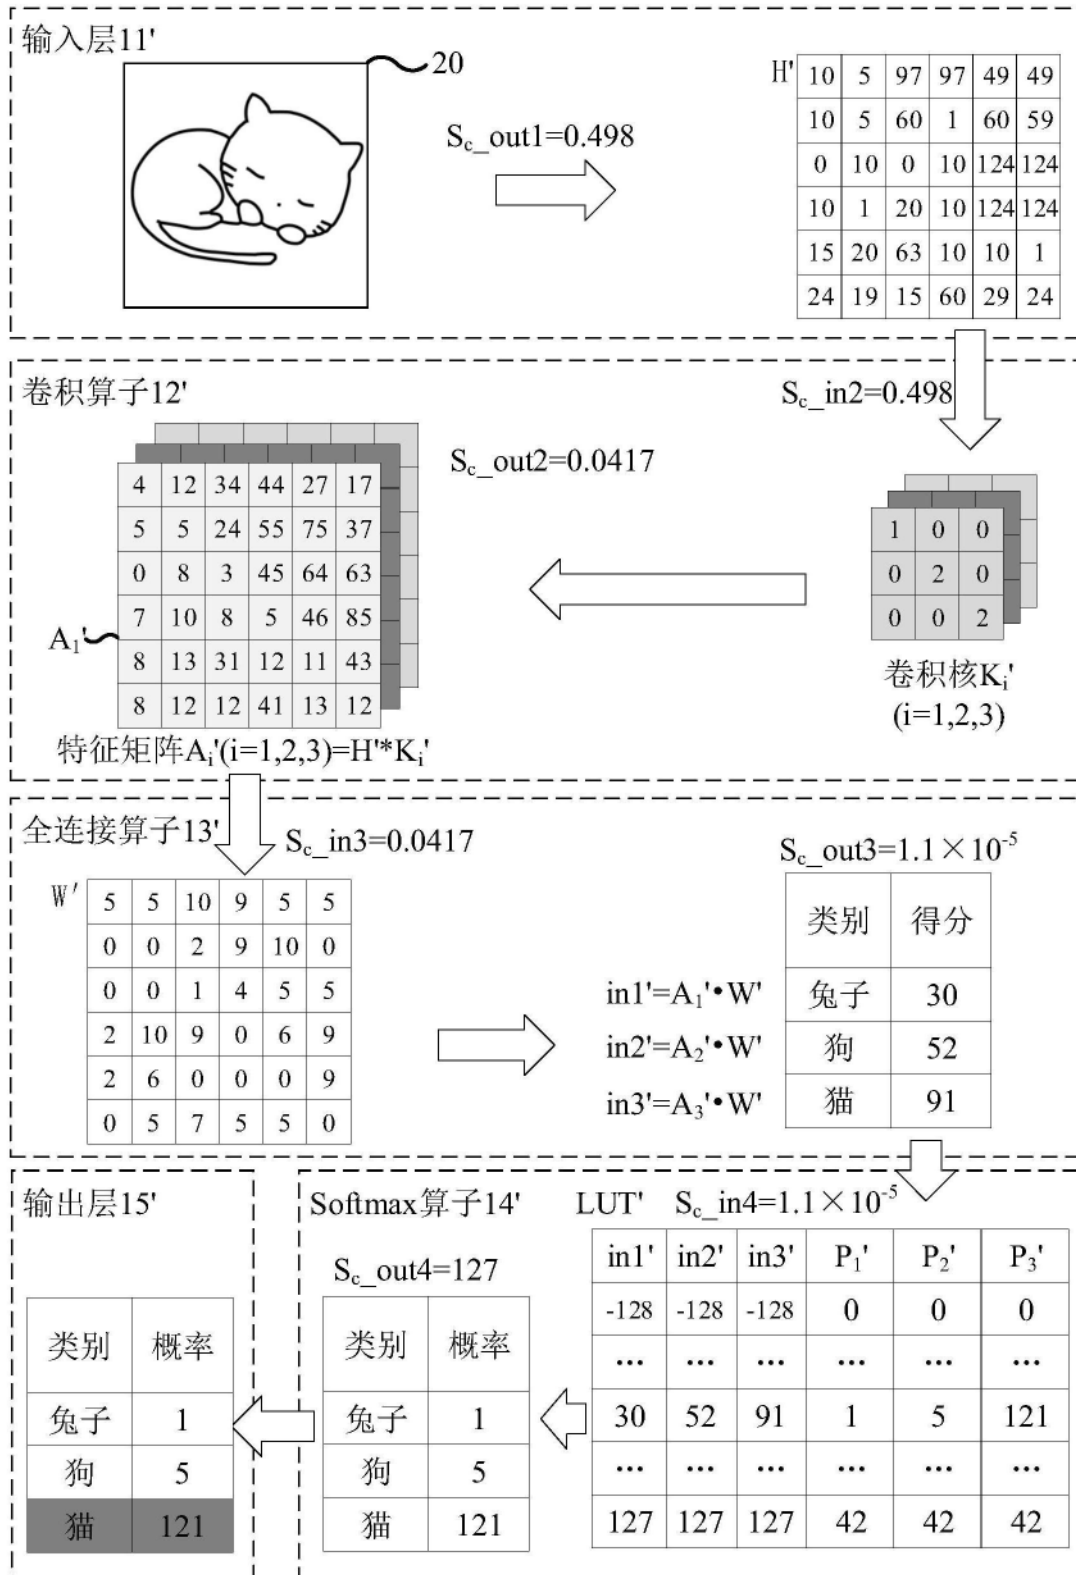 输入层11'
20
S_c_out1=0.498
H'
10 5 97 97 49 49
10 5 60 1 60 59
0 10 0 10 124 124
10 1 20 10 124 124
15 20 63 10 10 1
24 19 15 60 29 24
卷积算子12'
S_c_in2=0.498
S_c_out2=0.0417
4 12 34 44 27 17
5 5 24 55 75 37
0 8 3 45 64 63
7 10 8 5 46 85
8 13 31 12 11 43
8 12 12 41 13 12
A₁'
特征矩阵A_i'(i=1,2,3)=H'*K_i'
1 0 0
0 2 0
0 0 2
卷积核K_i'
(i=1,2,3)
全连接算子13'
S_c_in3=0.0417
W'
5 5 10 9 5 5
0 0 2 9 10 0
0 0 1 4 5 5
2 10 9 0 6 9
2 6 0 0 0 9
0 5 7 5 5 0
S_c_out3=1.1×10⁻⁵
in1'=A₁'•W'
in2'=A₂'•W'
in3'=A₃'•W'
类别 得分
兔子 30
狗 52
猫 91
Softmax算子14'
LUT'
S_c_in4=1.1×10⁻⁵
in1' in2' in3' P₁' P₂' P₃'
-128 -128 -128 0 0 0
... ... ... ... ... ...
30 52 91 1 5 121
... ... ... ... ... ...
127 127 127 42 42 42
S_c_out4=127
类别 概率
兔子 1
狗 5
猫 121
输出层15'
类别 概率
兔子 1
狗 5
猫 121